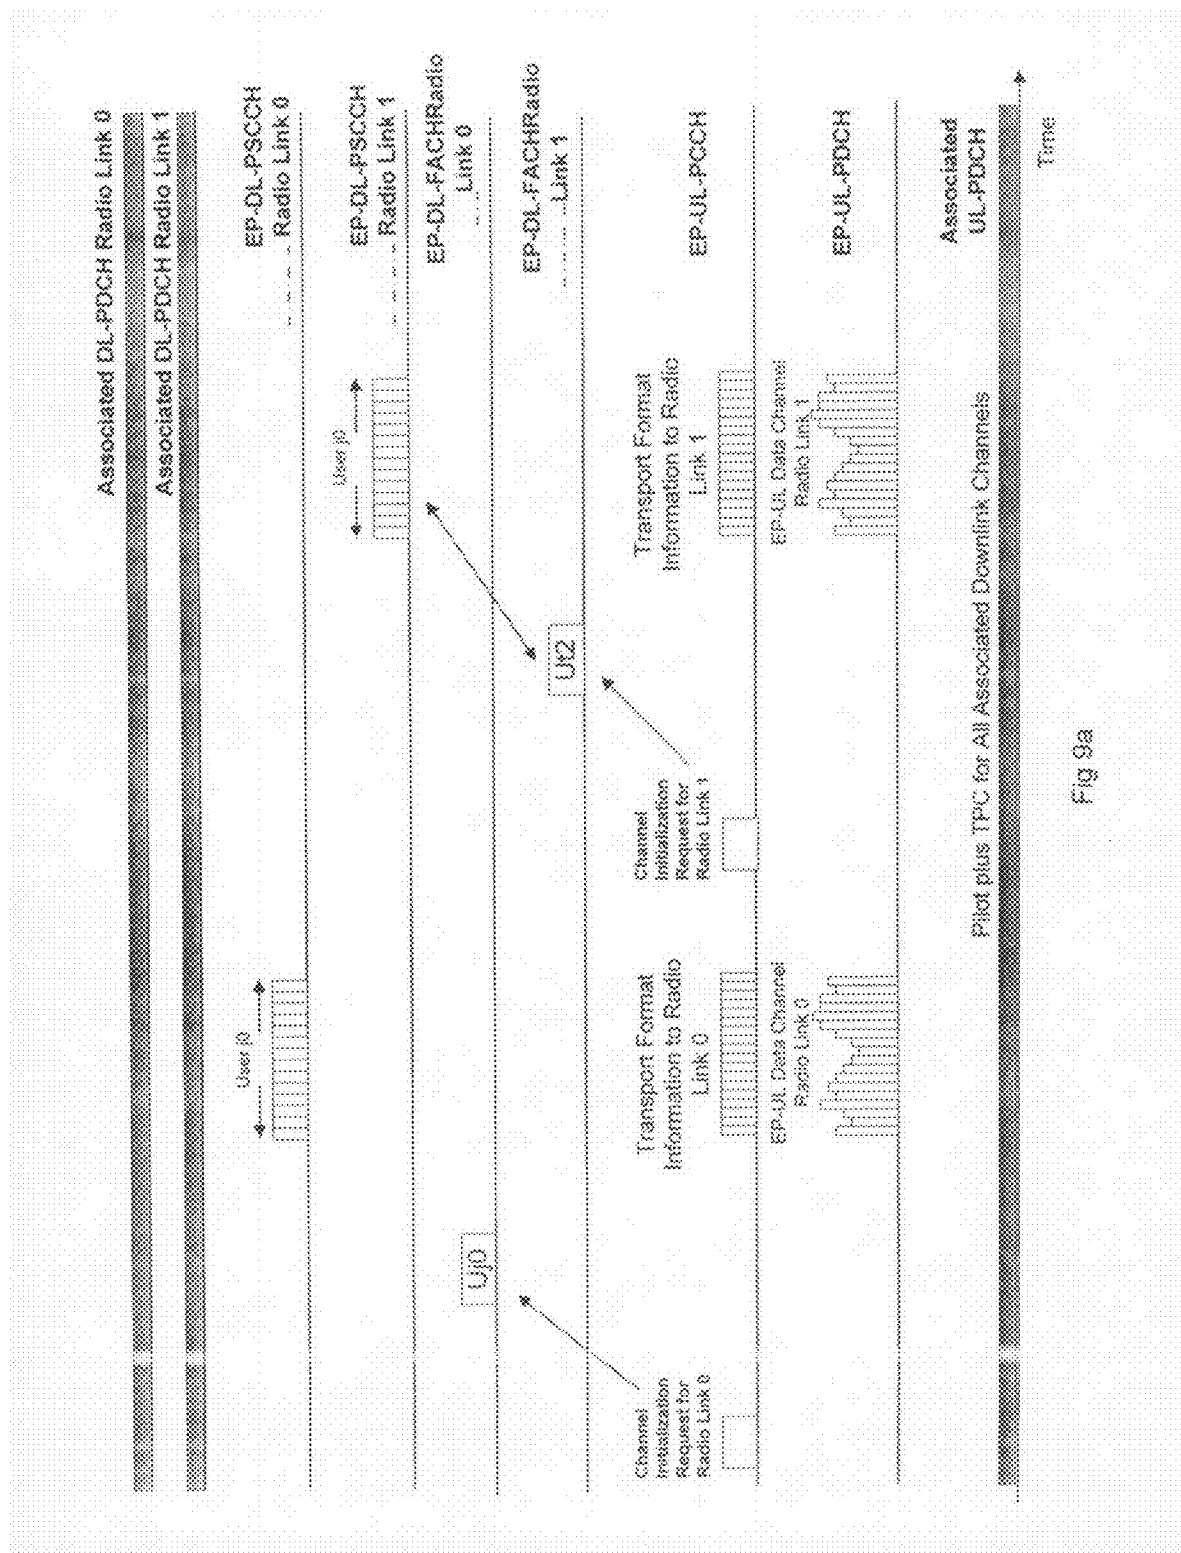 Associated DL-PDCH Radio Link 0
Associated DL-PDCH Radio Link 1
EP-DL-PSCCH
Radio Link 0
User j0
EP-DL-PSCCH
Radio Link 1
User j0
EP-DL-FACHRadio
Link 0
Uj0
EP-DL-FACHRadio
Link 1
Ut2
EP-UL-PCCH
Channel
Initialization
Request for
Radio Link 0
Transport Format
Information to Radio
Link 0
Channel
Initialization
Request for
Radio Link 1
Transport Format
Information to Radio
Link 1
EP-UL-PDCH
EP-UL Data Channel
Radio Link 0
EP-UL Data Channel
Radio Link 1
Associated
UL-PDCH
Pilot plus TPC for All Associated Downlink Channels
Time
Fig 9a